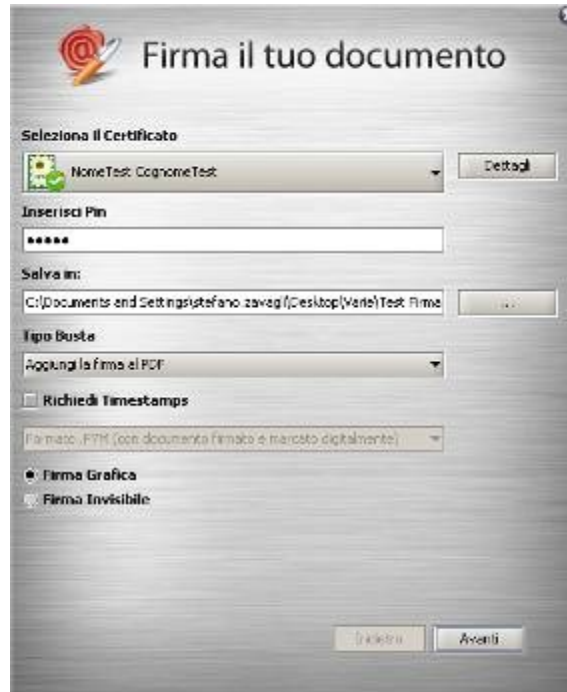 Firma il tuo documento
Seleziona il Certificato
NomeTest CognomeTest
Dettagli
Inserisci Pin
•••••
Salva in:
C:\Documents and Settings\stefano.zavagli\Desktop\Varie\Test Firma
...
Tipo Busta
Aggiungi la firma al PDF
Richiedi Timestamps
Formato .P7M (con documento firmato e marcato digitalmente)
Firma Grafica
Firma Invisibile
Indietro
Avanti